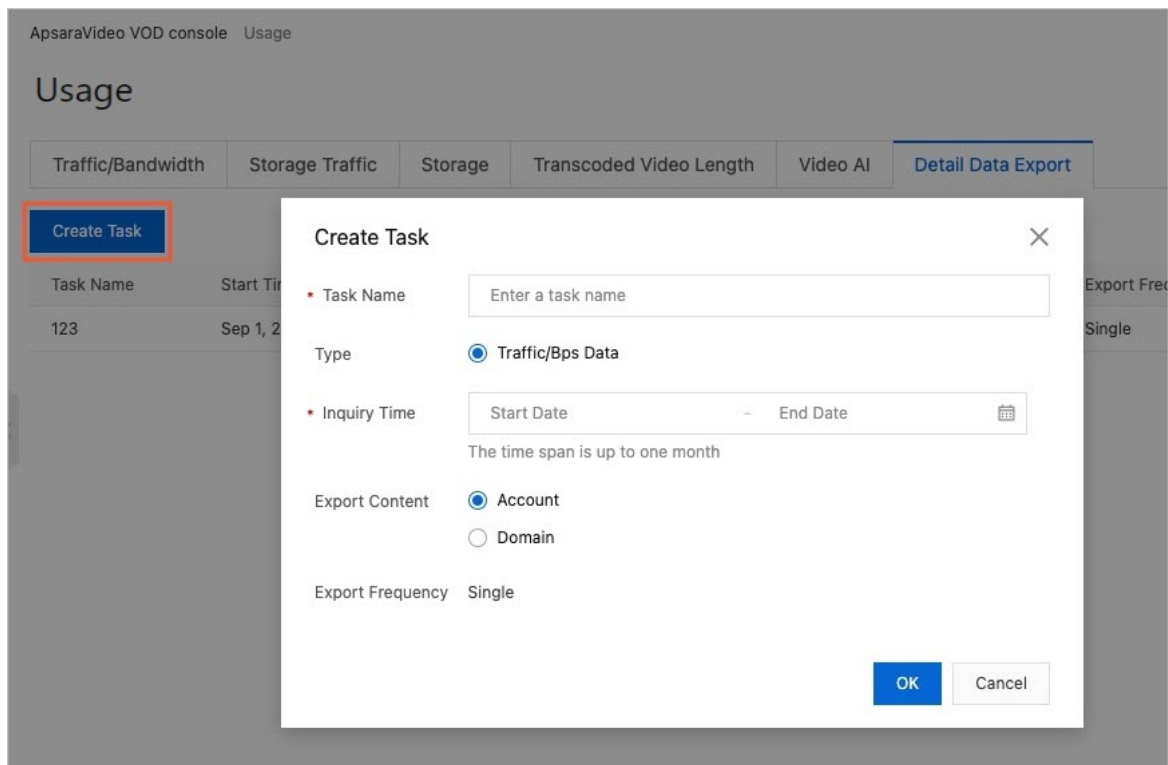 ApsaraVideo VOD console Usage
Usage
Traffic/Bandwidth Storage Traffic Storage Transcoded Video Length Video AI Detail Data Export
Create Task
Create Task
Task Name Start Export
* Task Name Enter a task name
123 Sep 1, Single
Type Traffic/Bps Data
* Inquiry Time Start Date - End Date
The time span is up to one month
Export Content Account
Domain
Export Frequency Single
OK Cancel